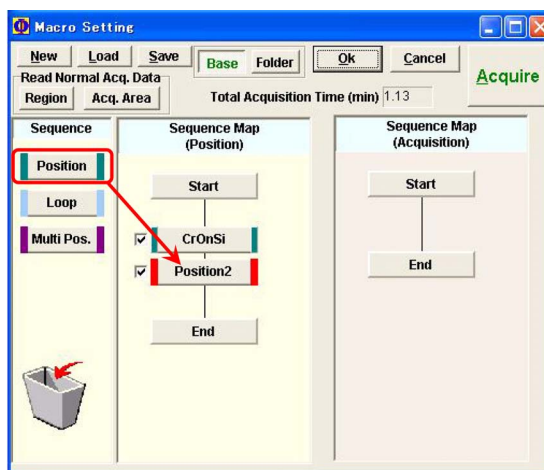 Macro Setting
New Load Save Base Folder Ok Cancel Acquire
Read Normal Acq. Data
Region Acq. Area Total Acquisition Time (min) 1.13
Sequence
Position
Loop
Multi Pos.
Sequence Map
(Position)
Start
CrOnSi
Position2
End
Sequence Map
(Acquisition)
Start
End